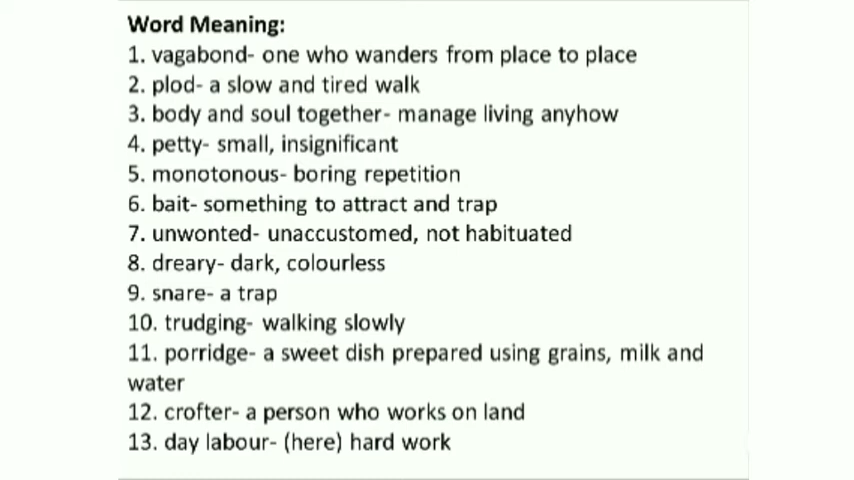 Word Meaning:
1. vagabond- one who wanders from place to place
2. plod- a slow and tired walk
3. body and soul together- manage living anyhow
4. petty- small, insignificant
5. monotonous- boring repetition
6. bait- something to attract and trap
7. unwonted- unaccustomed, not habituated
8. dreary- dark, colourless
9. snare- a trap
10. trudging- walking slowly
11. porridge- a sweet dish prepared using grains, milk and
water
12. crofter- a person who works on land
13. day labour- (here) hard work